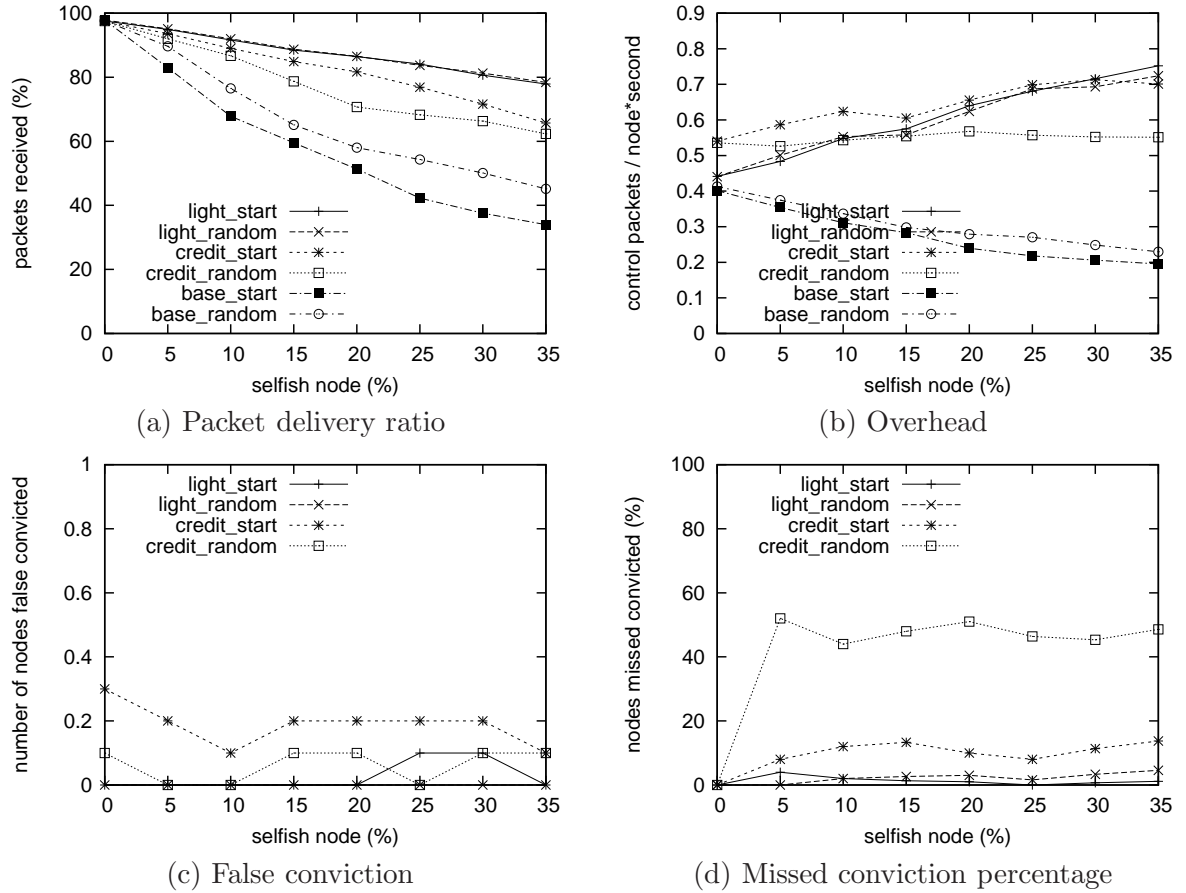 100
80
60
40
20
0
0 5 10 15 20 25 30 35
packets received (%)
selfish node (%)
light_start
light_random
credit_start
credit_random
base_start
base_random
(a) Packet delivery ratio
0.9
0.8
0.7
0.6
0.5
0.4
0.3
0.2
0.1
0
0 5 10 15 20 25 30 35
control packets / node*second
selfish node (%)
light_start
light_random
credit_start
credit_random
base_start
base_random
(b) Overhead
1
0.8
0.6
0.4
0.2
0
0 5 10 15 20 25 30 35
number of nodes false convicted
selfish node (%)
light_start
light_random
credit_start
credit_random
(c) False conviction
100
80
60
40
20
0
0 5 10 15 20 25 30 35
nodes missed convicted (%)
selfish node (%)
light_start
light_random
credit_start
credit_random
(d) Missed conviction percentage